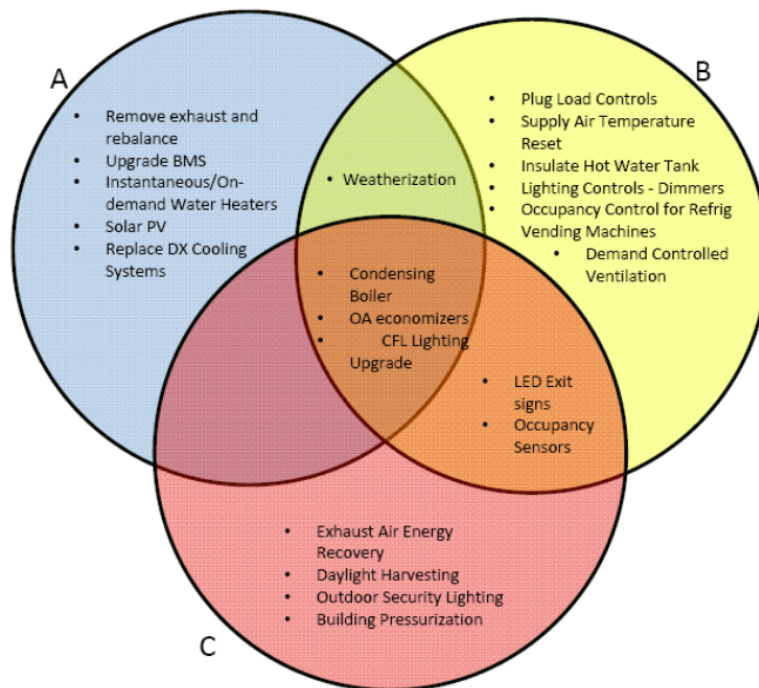 A
• Remove exhaust and
rebalance
• Upgrade BMS
• Instantaneous/On-
demand Water Heaters
• Solar PV
• Replace DX Cooling
Systems
• Weatherization
B
• Plug Load Controls
• Supply Air Temperature
Reset
• Insulate Hot Water Tank
• Lighting Controls - Dimmers
• Occupancy Control for Refrig
Vending Machines
• Demand Controlled
Ventilation
• Condensing
Boiler
• OA economizers
• CFL Lighting
Upgrade
• LED Exit
signs
• Occupancy
Sensors
• Exhaust Air Energy
Recovery
• Daylight Harvesting
• Outdoor Security Lighting
• Building Pressurization
C